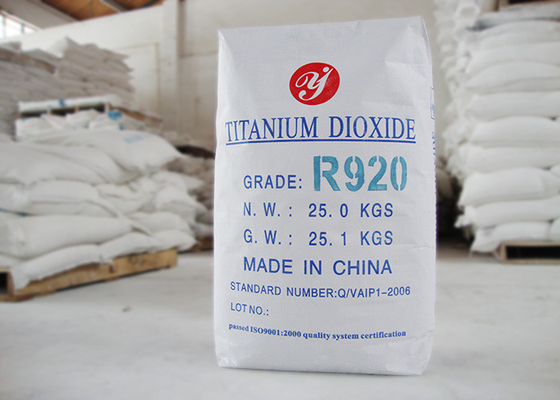 yj
TITANIUM DIOXIDE
GRADE: R920
N. W. : 25.0 KGS
G. W. : 25.1 KGS
MADE IN CHINA
STANDARD NUMBER:Q/VAIP1-2006
LOT NO.:
passed ISO9001:2000 quality system certification